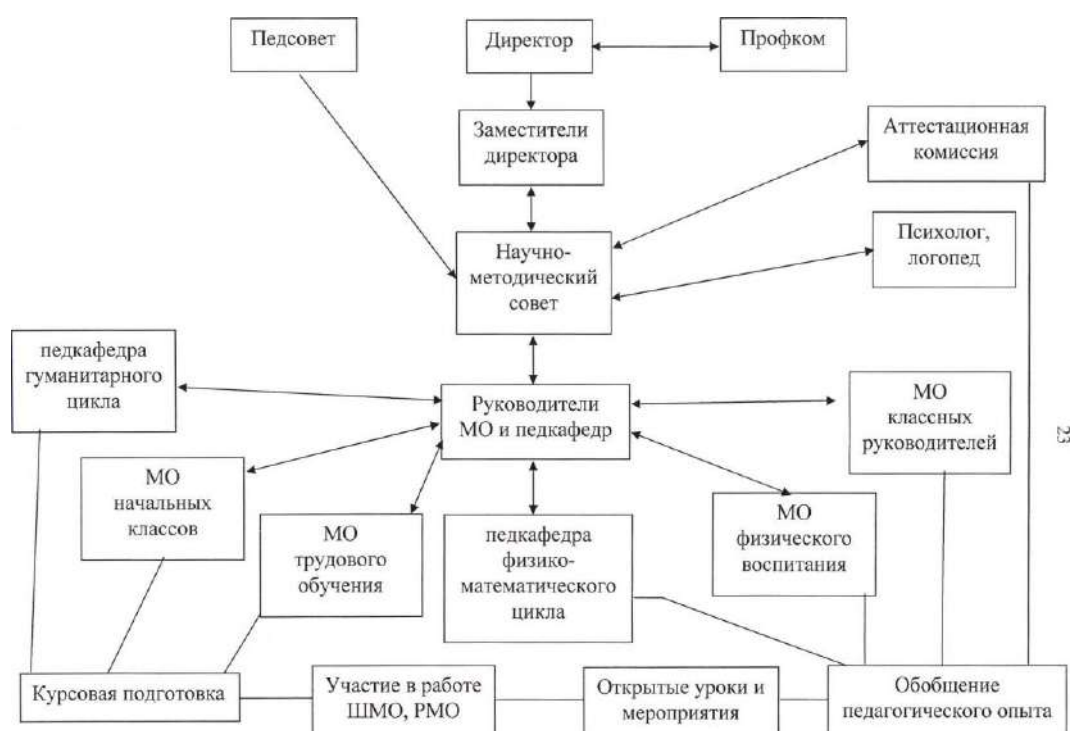 Педсовет
Директор
Профком
Заместители
директора
Аттестационная
комиссия
Научно-
методический
совет
Психолог,
логопед
педкафедра
гуманитарного
цикла
Руководители
МО и педкафедр
МО
классных
руководителей
23
МО
начальных
классов
МО
трудового
обучения
педкафедра
физико-
математического
цикла
МО
физического
воспитания
Курсовая подготовка
Участие в работе
ШМО, РМО
Открытые уроки и
мероприятия
Обобщение
педагогического опыта